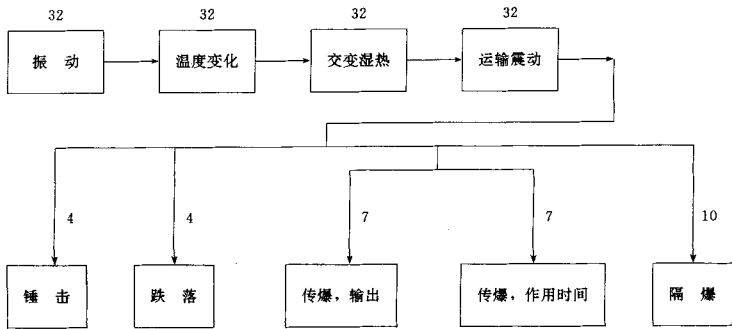 32 32 32 32
振 动 温度变化 交变湿热 运输震动
4 4 7 7 10
锤 击 跌 落 传爆，输出 传爆，作用时间 隔 爆